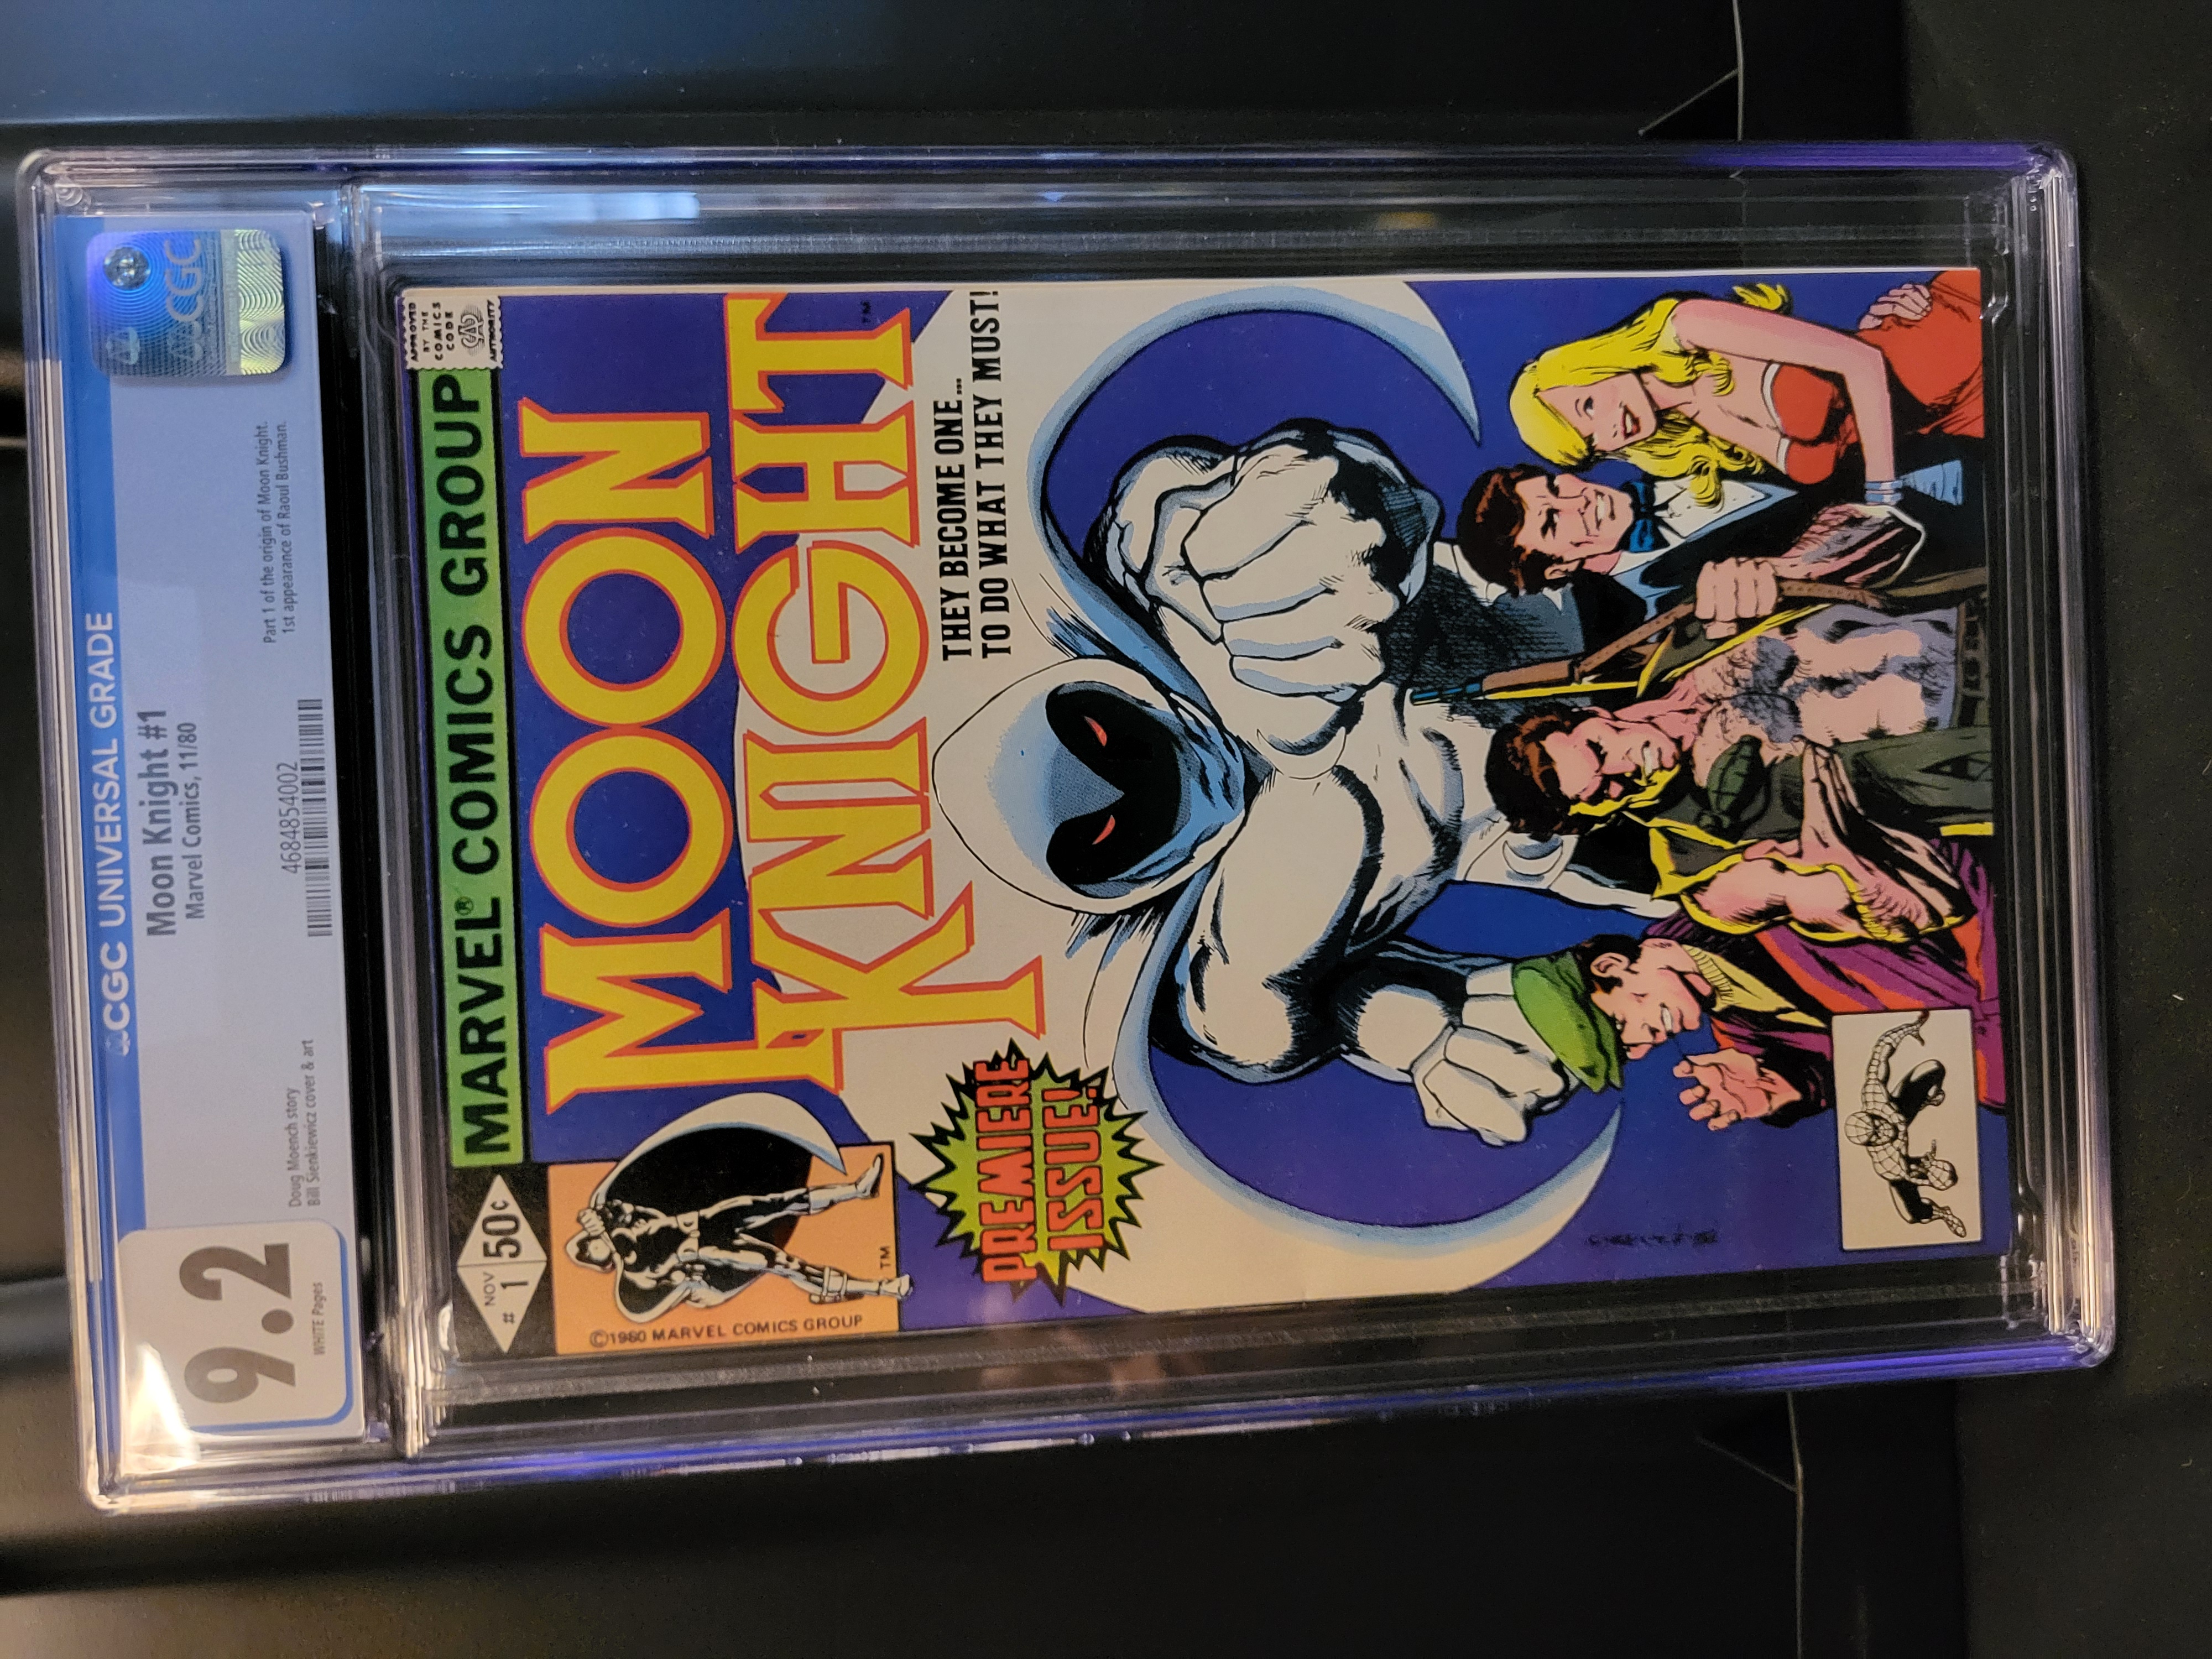 CGC UNIVERSAL GRADE
9.2
WHITE Pages
Moon Knight #1
Marvel Comics, 11/80
Doug Moench story
Bill Sienkiewicz cover & art
Part 1 of the origin of Moon Knight.
1st appearance of Raoul Bushman.
4684854002
CGC
MARVEL® COMICS GROUP
APPROVED
BY THE
COMICS
CODE
AUTHORITY
50¢
NOV
# 1
MOON
KNIGHT
TM
TM
©1980 MARVEL COMICS GROUP
THEY BECOME ONE...
TO DO WHAT THEY MUST!
PREMIERE
ISSUE!